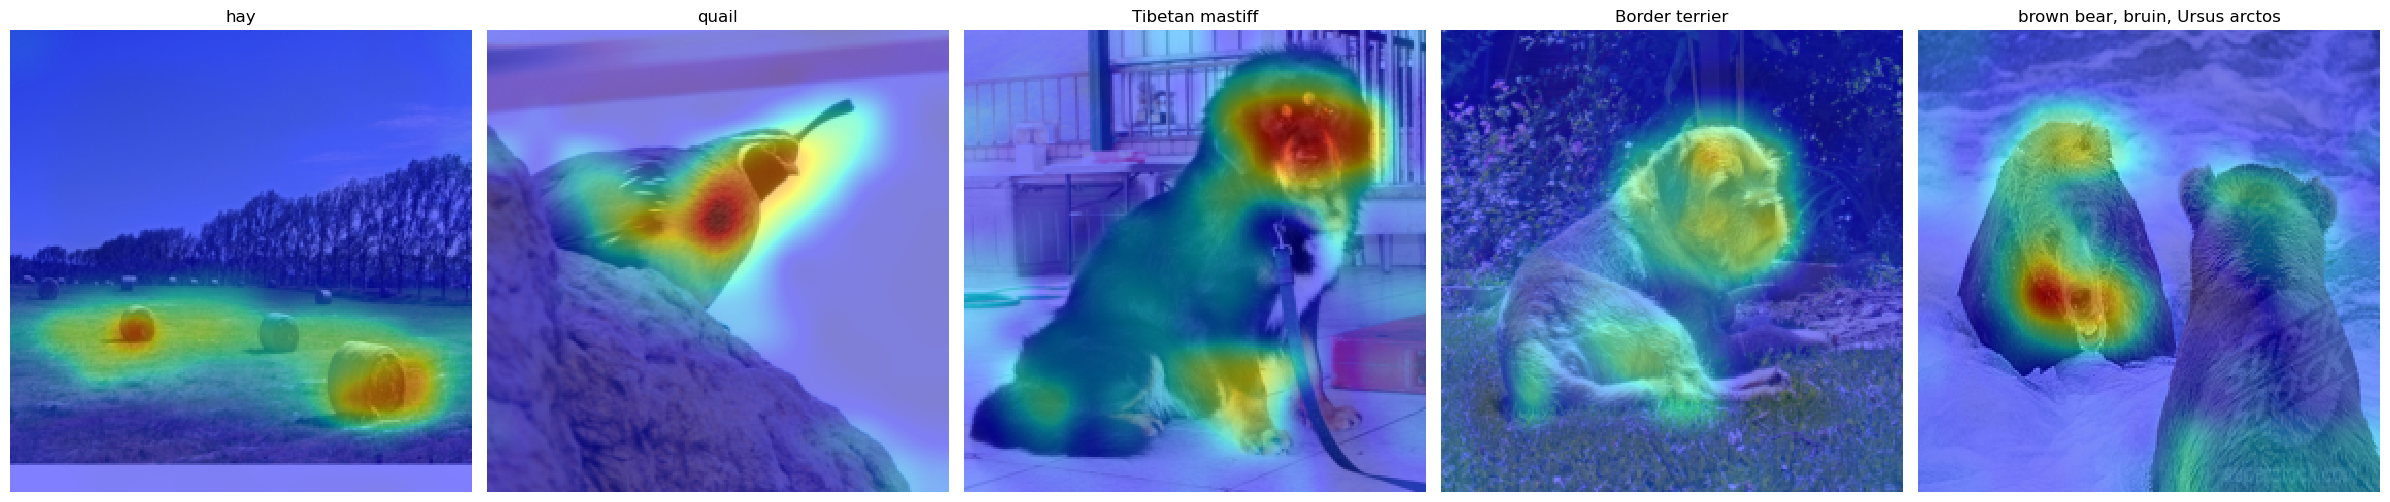 hay
quail
Tibetan mastiff
Border terrier
brown bear, bruin, Ursus arctos